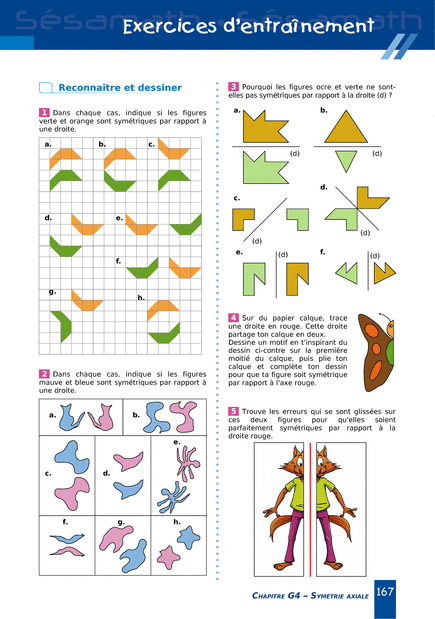 Sésamath
Sésamath
Exercices d'entraînement
Reconnaître et dessiner
1 Dans chaque cas, indique si les figures
verte et orange sont symétriques par rapport à
une droite.
a.
b.
c.
d.
e.
f.
g.
h.
2 Dans chaque cas, indique si les figures
mauve et bleue sont symétriques par rapport à
une droite.
a.
b.
c.
d.
e.
f.
g.
h.
3 Pourquoi les figures ocre et verte ne sont-
elles pas symétriques par rapport à la droite (d) ?
a.
b.
(d)
(d)
c.
d.
(d)
(d)
e.
f.
(d)
(d)
4 Sur du papier calque, trace
une droite en rouge. Cette droite
partage ton calque en deux.
Dessine un motif en t'inspirant du
dessin ci-contre sur la première
moitié du calque, puis plie ton
calque et complète ton dessin
pour que ta figure soit symétrique
par rapport à l'axe rouge.
5 Trouve les erreurs qui se sont glissées sur
ces deux figures pour qu'elles soient
parfaitement symétriques par rapport à la
droite rouge.
CHAPITRE G4 – SYMÉTRIE AXIALE
167